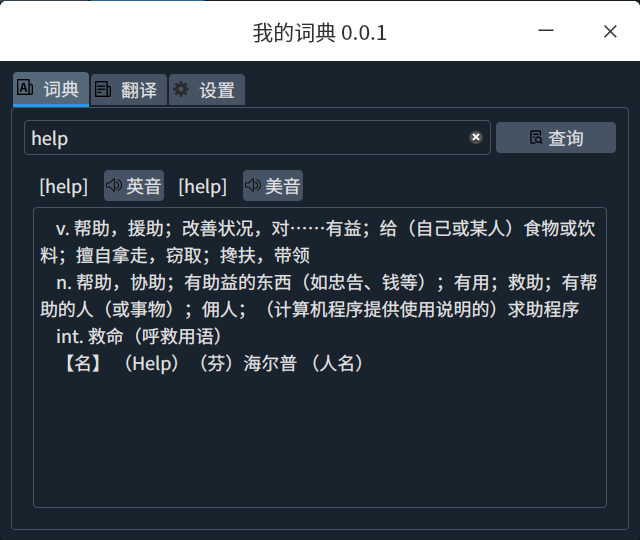 我的词典 0.0.1
词典 翻译 设置
help 查询
[help] 英音 [help] 美音
v. 帮助，援助；改善状况，对……有益；给（自己或某人）食物或饮
料；擅自拿走，窃取；搀扶，带领
n. 帮助，协助；有助益的东西（如忠告、钱等）；有用；救助；有帮
助的人（或事物）；佣人；（计算机程序提供使用说明的）求助程序
int. 救命（呼救用语）
【名】 （Help）（芬）海尔普 （人名）